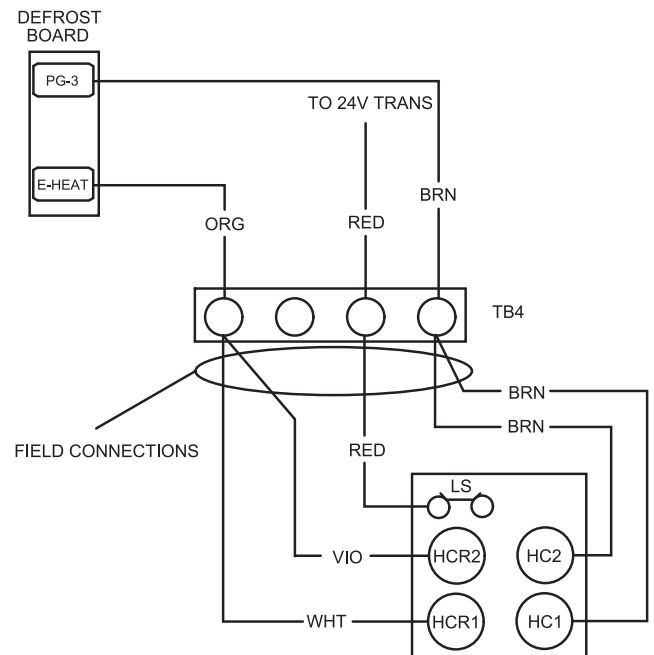 DEFROST
BOARD
PG-3
TO 24V TRANS
E-HEAT
BRN
ORG
RED
TB4
BRN
BRN
FIELD CONNECTIONS
RED
LS
VIO
HCR2
HC2
WHT
HCR1
HC1